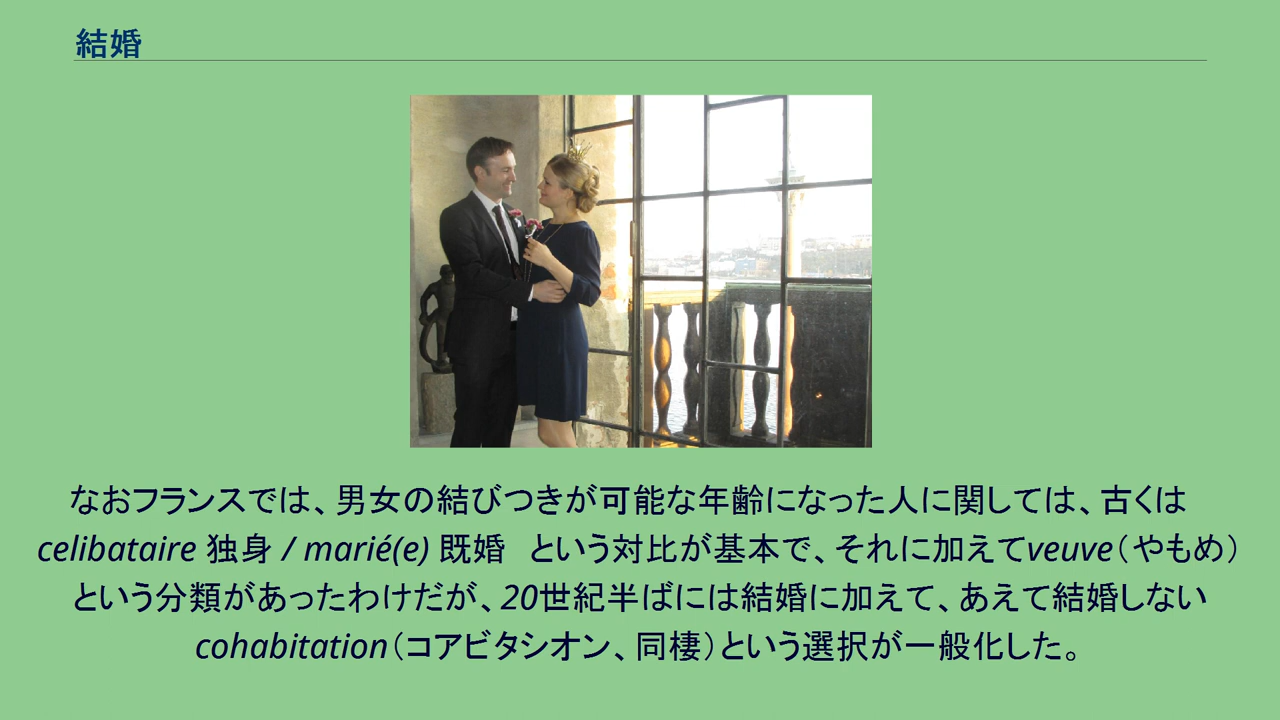 結婚
なおフランスでは、男女の結びつきが可能な年齢になった人に関しては、古くは
celibataire 独身 / marié(e) 既婚　という対比が基本で、それに加えてveuve（やもめ）
という分類があったわけだが、20世紀半ばには結婚に加えて、あえて結婚しない
cohabitation（コアビタシオン、同棲）という選択が一般化した。